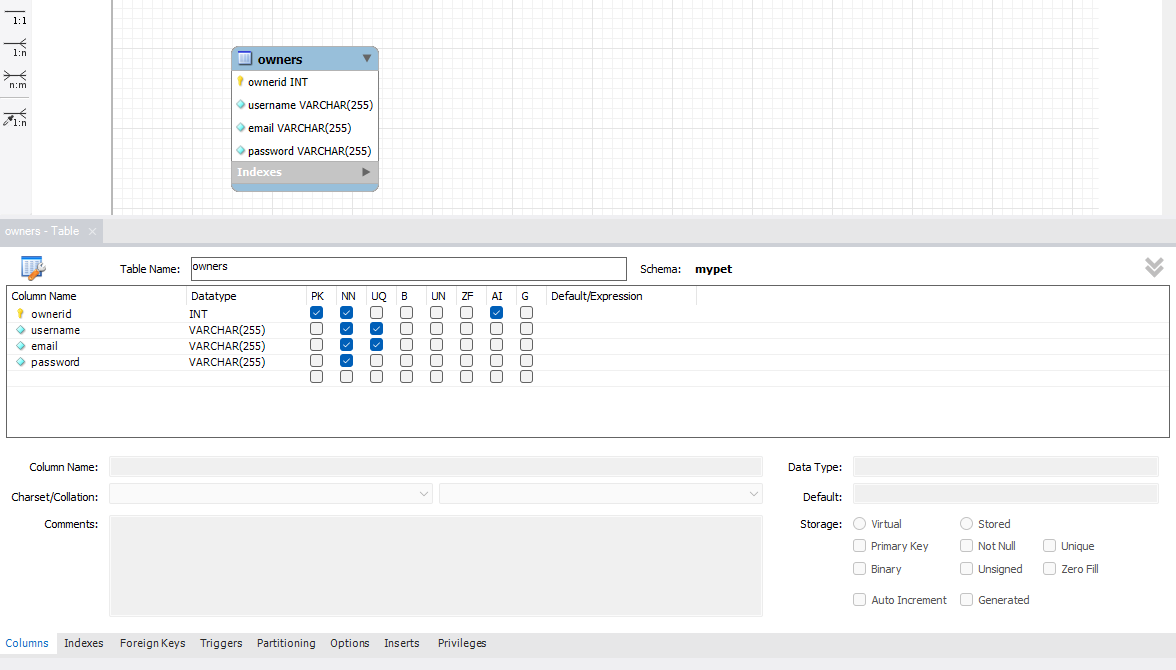 1:1
1:n
n:m
1:n
owners
ownerid INT
username VARCHAR(255)
email VARCHAR(255)
password VARCHAR(255)
Indexes
owners - Table
Table Name: owners Schema: mypet
Column Name Datatype PK NN UQ B UN ZF AI G Default/Expression
ownerid INT
username VARCHAR(255)
email VARCHAR(255)
password VARCHAR(255)
Column Name: Data Type:
Charset/Collation: Default:
Comments: Storage: Virtual Stored
Primary Key Not Null Unique
Binary Unsigned Zero Fill
Auto Increment Generated
Columns Indexes Foreign Keys Triggers Partitioning Options Inserts Privileges